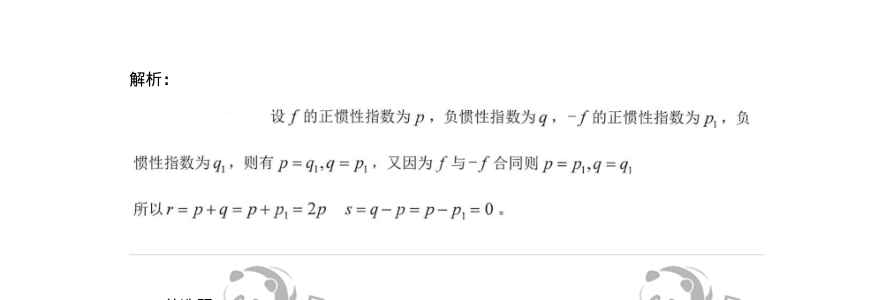 解析：
设 f 的正惯性指数为 p，负惯性指数为 q，-f 的正惯性指数为 p₁，负
惯性指数为 q₁，则有 p = q₁,q = p₁，又因为 f 与 -f 合同则 p = p₁,q = q₁
所以 r = p+q = p+p₁ = 2p s = q-p = p-p₁ = 0。